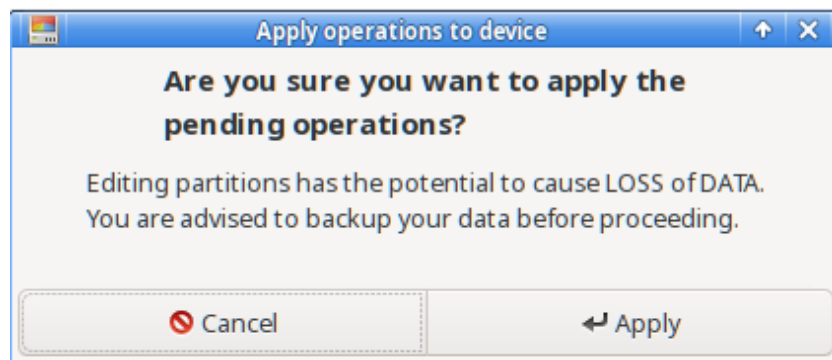 Apply operations to device
Are you sure you want to apply the
pending operations?
Editing partitions has the potential to cause LOSS of DATA.
You are advised to backup your data before proceeding.
Cancel
Apply